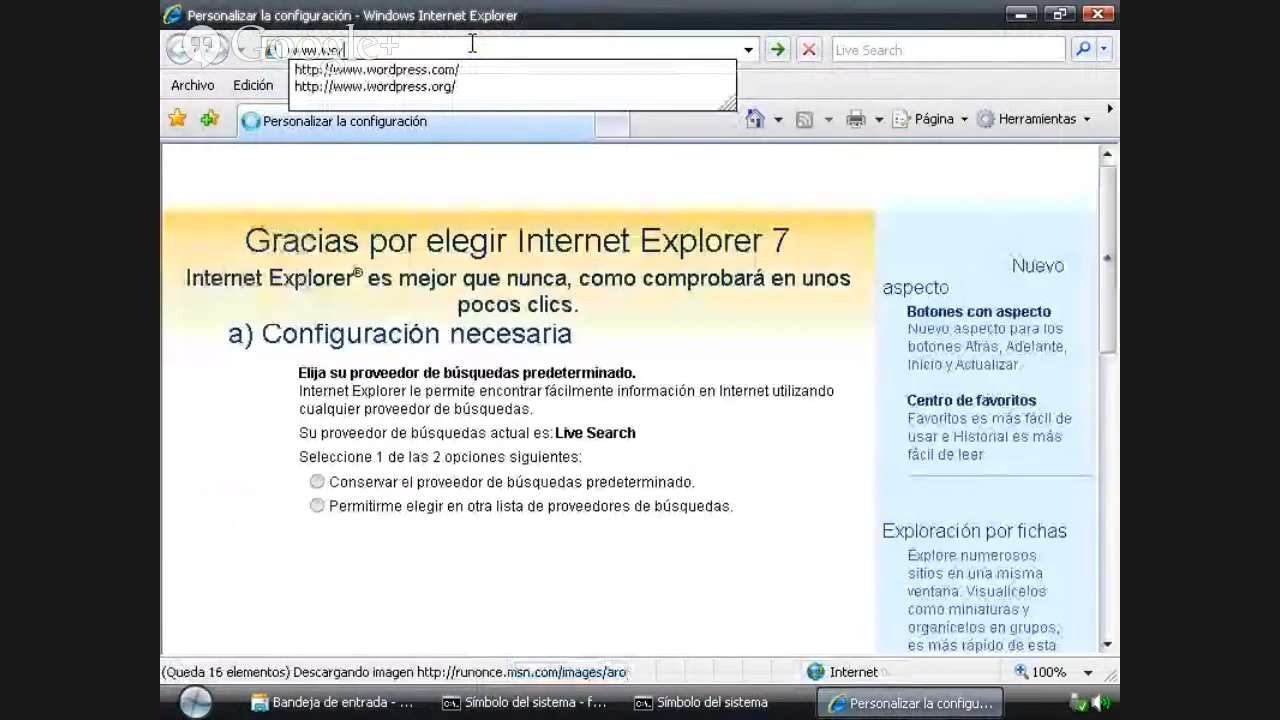 Personalizar la configuración - Windows Internet Explorer
Google+
Live Search
http://www.wordpress.com/
http://www.wordpress.org/
Archivo Edición
Personalizar la configuración
Página Herramientas
Gracias por elegir Internet Explorer 7
Internet Explorer® es mejor que nunca, como comprobará en unos
pocos clics.
a) Configuración necesaria
Elija su proveedor de búsquedas predeterminado.
Internet Explorer le permite encontrar fácilmente información en Internet utilizando
cualquier proveedor de búsquedas.
Su proveedor de búsquedas actual es: Live Search
Seleccione 1 de las 2 opciones siguientes:
Conservar el proveedor de búsquedas predeterminado.
Permitirme elegir en otra lista de proveedores de búsquedas.
Nuevo
aspecto
Botones con aspecto
Nuevo aspecto para los
botones Atrás, Adelante,
Inicio y Actualizar
Centro de favoritos
Favoritos es más fácil de
usar e Historial es más
fácil de leer
Exploración por fichas
Explore numerosos
sitios en una misma
ventana. Visualícelos
como miniaturas y
organícelos en grupos;
es más rápido de esta
(Queda 16 elementos) Descargando imagen http://runonce.msn.com/images/aro
Internet
100%
Bandeja de entrada - ...
Símbolo del sistema - f...
Símbolo del sistema
Personalizar la configu...